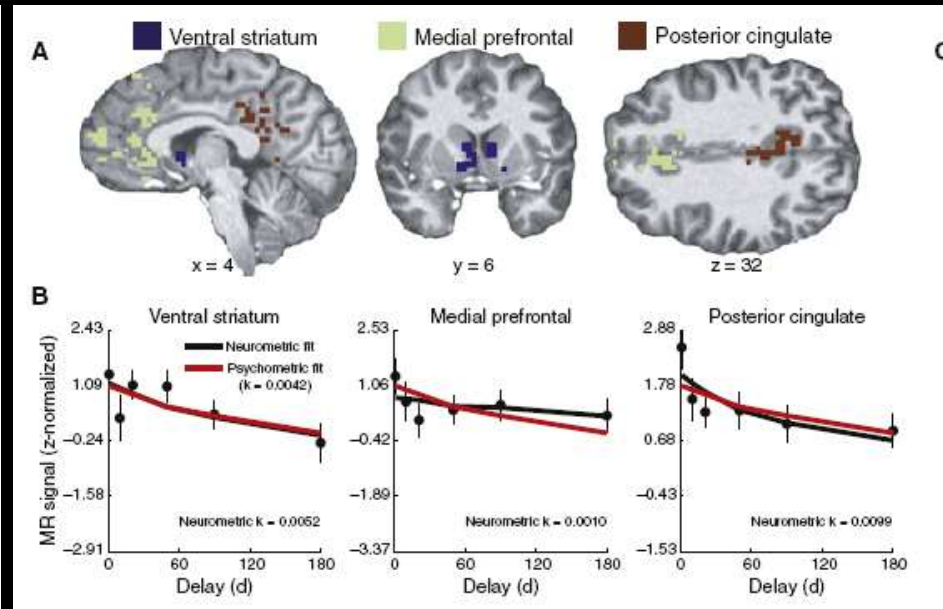 A
Ventral striatum
Medial prefrontal
Posterior cingulate
x = 4
y = 6
z = 32
B
MR signal (z-normalized)
Ventral striatum
2.43
1.09
−0.24
−1.58
−2.91
Neurometric fit
Psychometric fit
(k = 0.0042)
Neurometric k = 0.0052
0 60 120 180
Delay (d)
Medial prefrontal
2.53
1.06
−0.42
−1.89
−3.37
Neurometric k = 0.0010
0 60 120 180
Delay (d)
Posterior cingulate
2.88
1.78
0.68
−0.43
−1.53
Neurometric k = 0.0099
0 60 120 180
Delay (d)